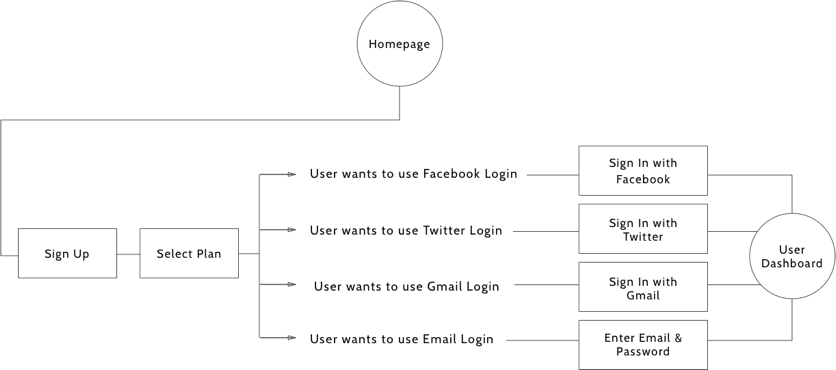 Homepage
User wants to use Facebook Login
Sign In with
Facebook
User wants to use Twitter Login
Sign In with
Twitter
Sign Up
Select Plan
User
Dashboard
User wants to use Gmail Login
Sign In with
Gmail
User wants to use Email Login
Enter Email &
Password